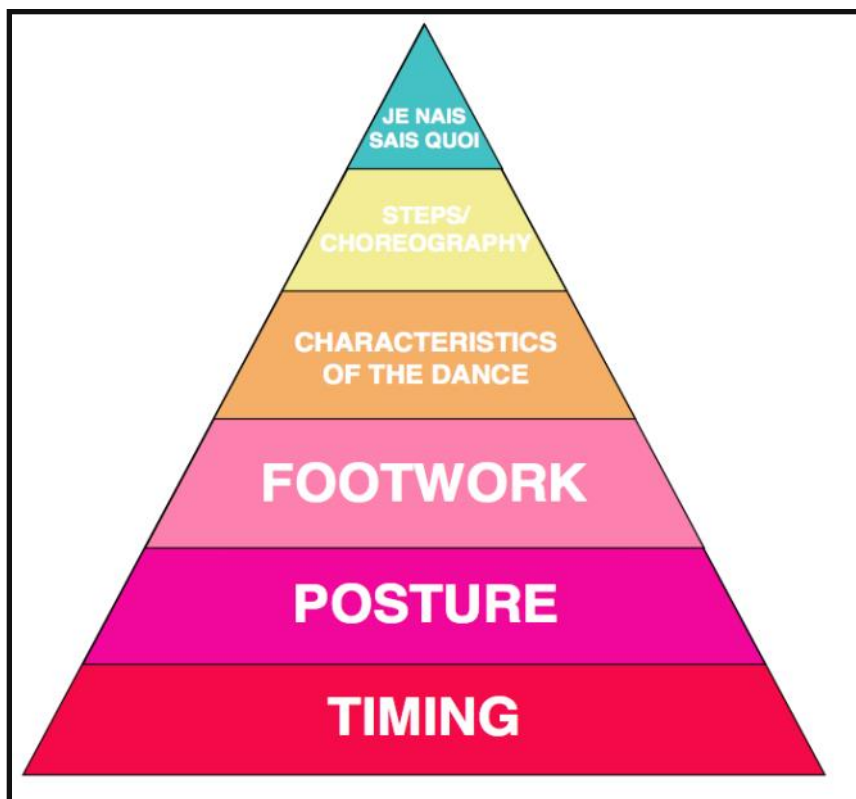 JE NAIS
SAIS QUOI
STEPS/
CHOREOGRAPHY
CHARACTERISTICS
OF THE DANCE
FOOTWORK
POSTURE
TIMING